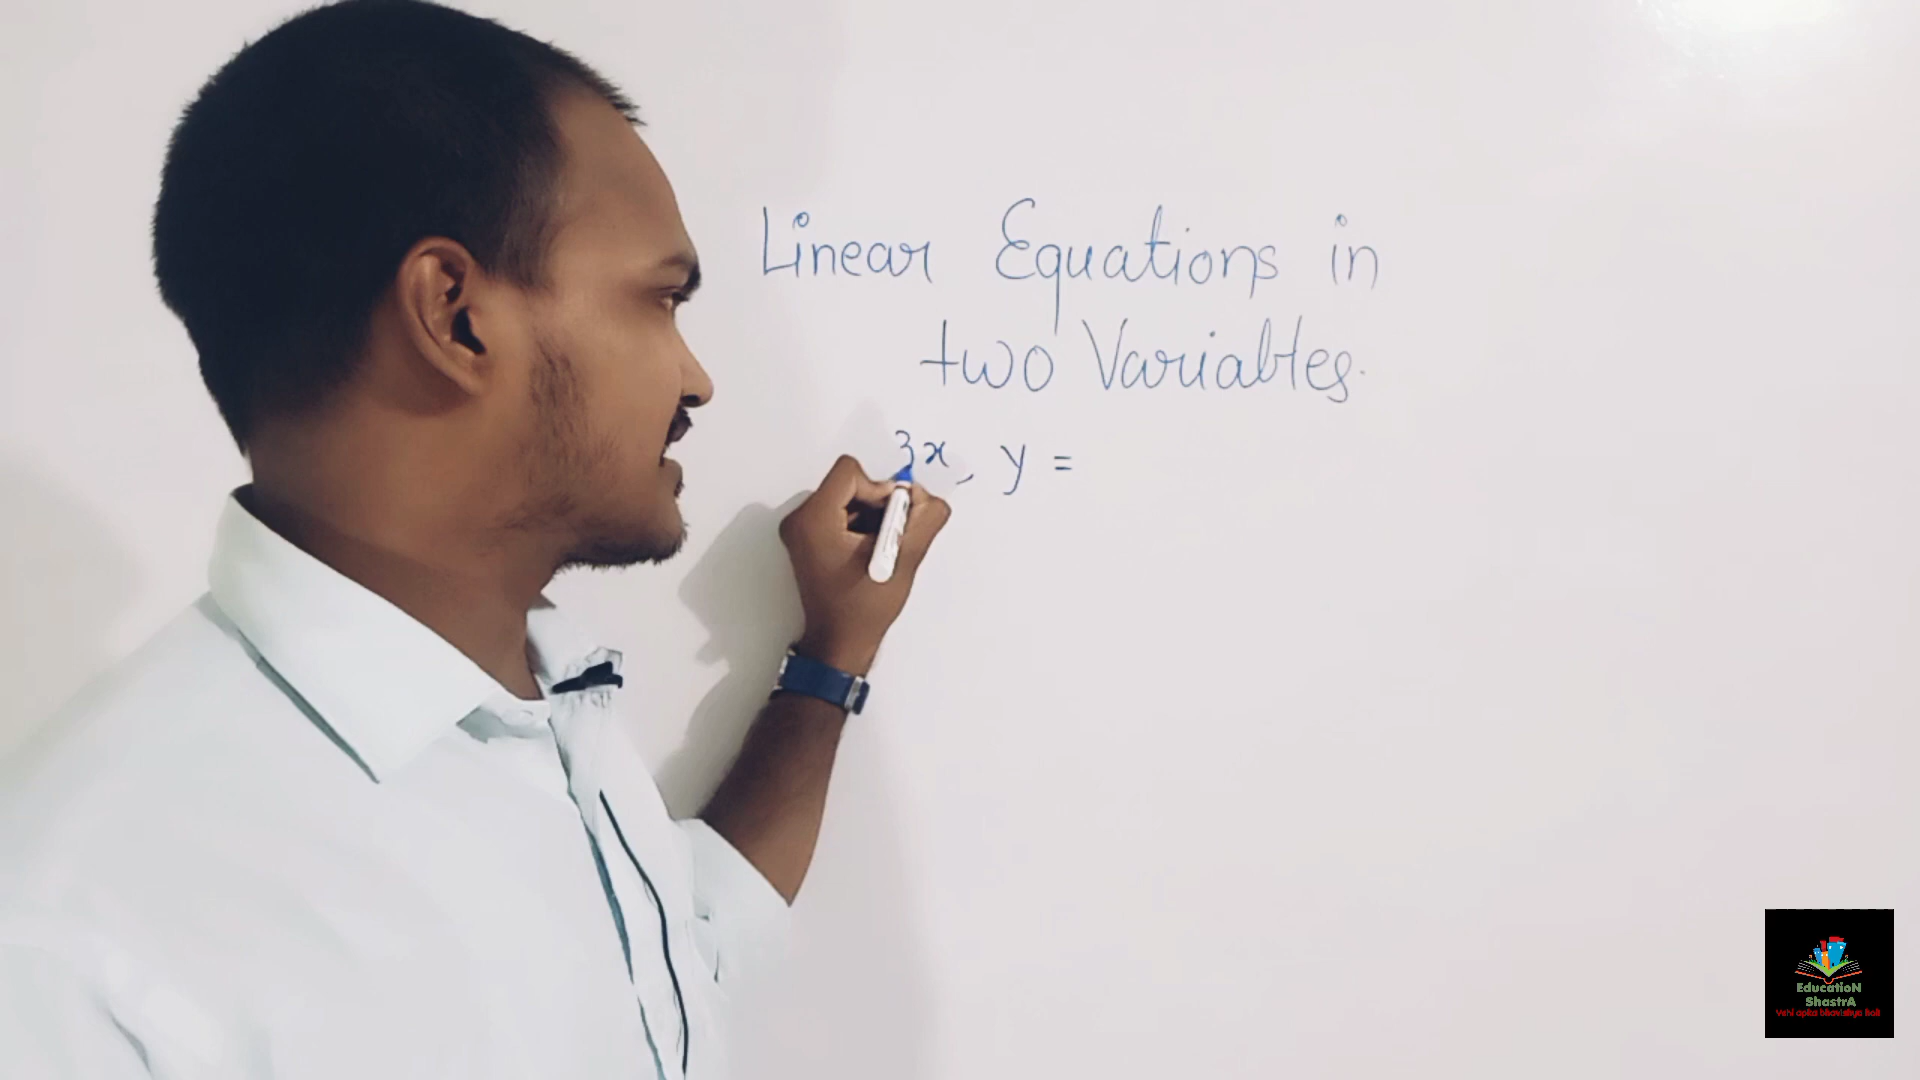 Linear Equations in
two Variables.
3x, y =
EducatioN
ShastrA